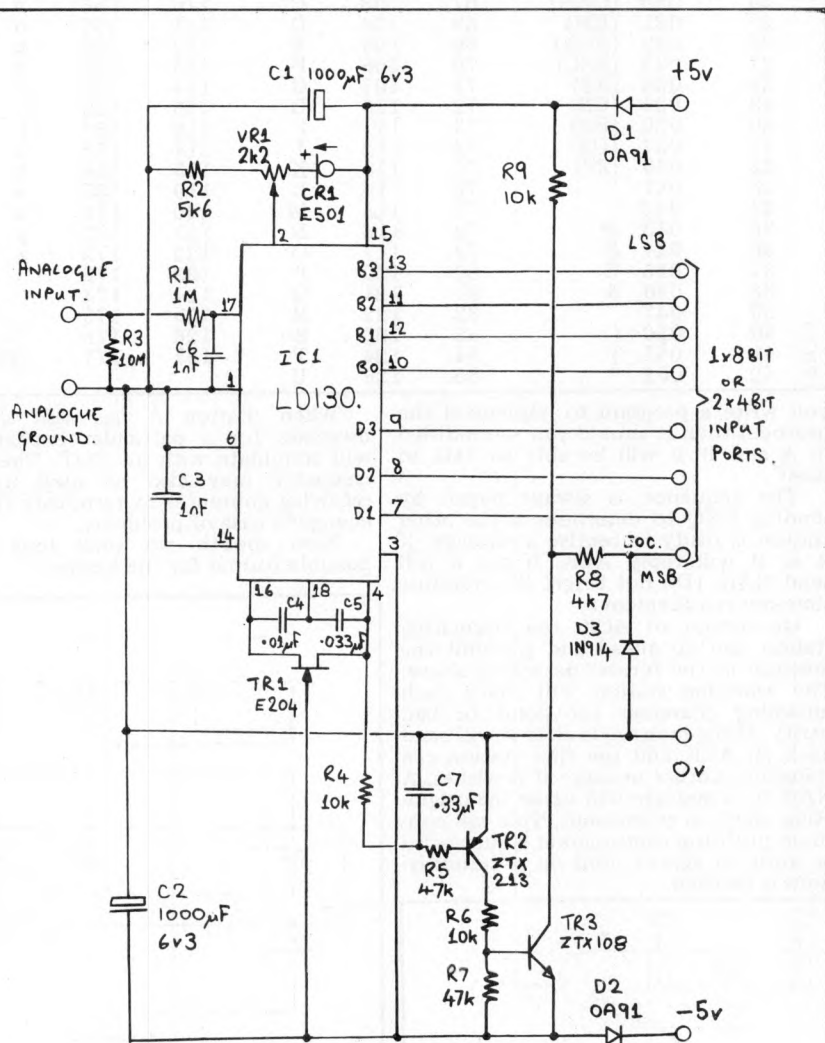 C1 1000µF 6v3
+5v
D1
OA91
VR1
2k2
+
R2
5k6
CR1
E501
R9
10k
2
15
LSB
ANALOGUE
INPUT.
R1
1M
17
B3 13
B2 11
B1 12
B0 10
R3
10M
C6
1nF
IC1
LD130.
1
1x8BIT
OR
2x4BIT
INPUT
PORTS.
ANALOGUE
GROUND.
6
D3 9
D2 8
D1 7
C3
1nF
14
3
R8
4k7
MSB
16
18
4
C4
.01µF
C5
.033µF
D3
1N914
TR1
E204
OV.
R4
10k
C7
.33µF
R5
47k
TR2
ZTX
213
C2
1000µF
6v3
R6
10k
TR3
ZTX108
R7
47k
D2
OA91
-5v